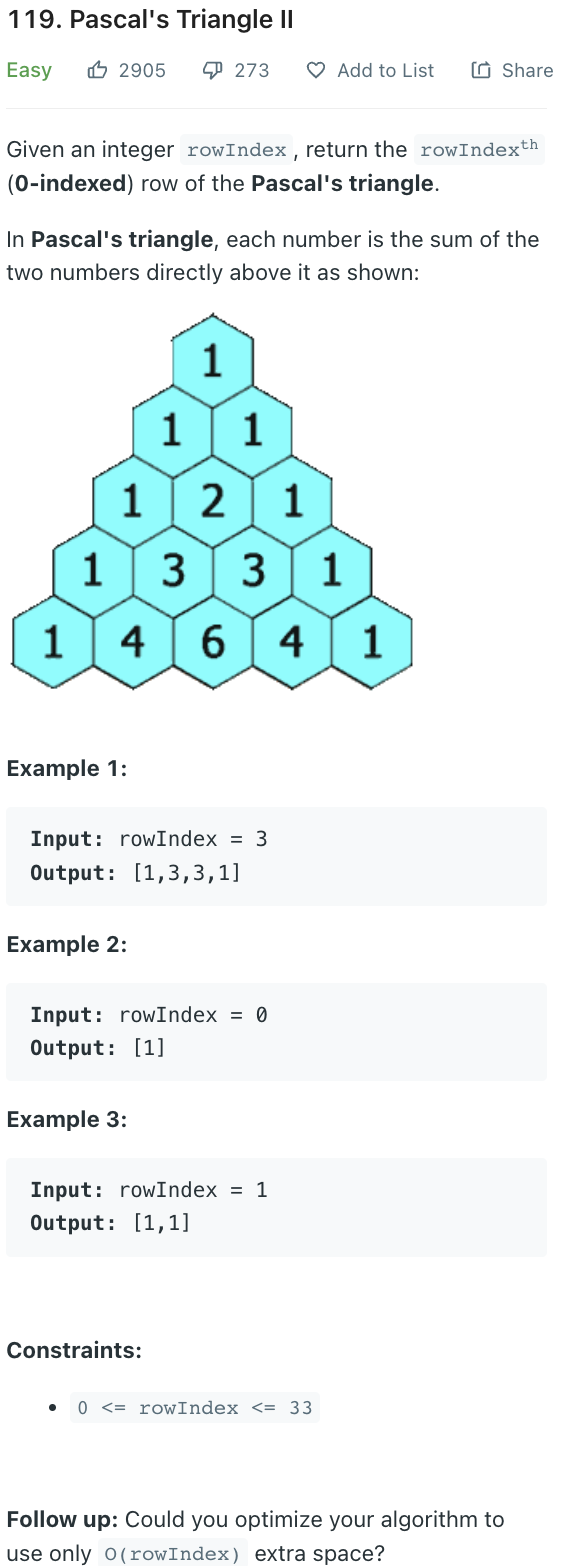 119. Pascal's Triangle II
Easy 2905 273 Add to List Share
Given an integer rowIndex, return the rowIndexth
(0-indexed) row of the Pascal's triangle.
In Pascal's triangle, each number is the sum of the
two numbers directly above it as shown:
1
1 1
1 2 1
1 3 3 1
1 4 6 4 1
Example 1:
Input: rowIndex = 3
Output: [1,3,3,1]
Example 2:
Input: rowIndex = 0
Output: [1]
Example 3:
Input: rowIndex = 1
Output: [1,1]
Constraints:
• 0 <= rowIndex <= 33
Follow up: Could you optimize your algorithm to
use only O(rowIndex) extra space?